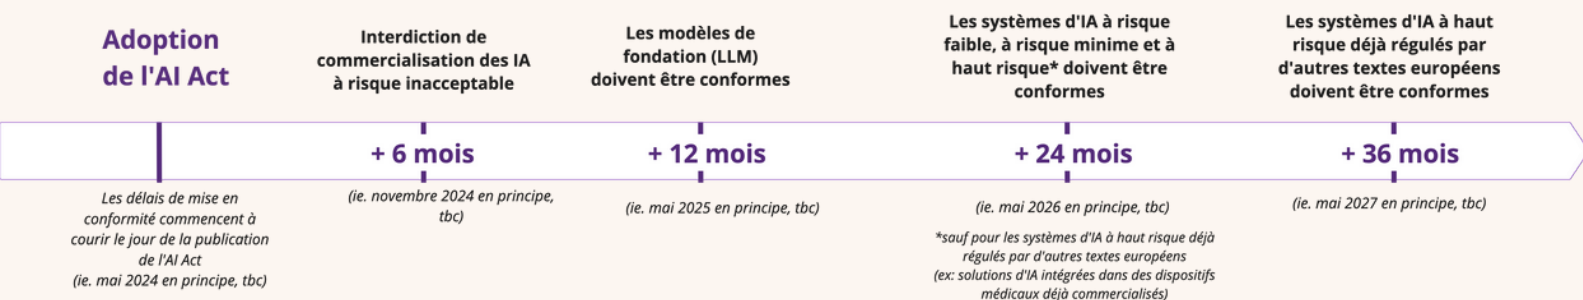 Adoption
de l'AI Act
Interdiction de
commercialisation des IA
à risque inacceptable
Les modèles de
fondation (LLM)
doivent être conformes
Les systèmes d'IA à risque
faible, à risque minime et à
haut risque* doivent être
conformes
Les systèmes d'IA à haut
risque déjà régulés par
d'autres textes européens
doivent être conformes
+ 6 mois
+ 12 mois
+ 24 mois
+ 36 mois
Les délais de mise en
conformité commencent à
courir le jour de la publication
de l'AI Act
(ie. mai 2024 en principe, tbc)
(ie. novembre 2024 en principe,
tbc)
(ie. mai 2025 en principe, tbc)
(ie. mai 2026 en principe, tbc)
*sauf pour les systèmes d'IA à haut risque déjà
régulés par d'autres textes européens
(ex: solutions d'IA intégrées dans des dispositifs
médicaux déjà commercialisés)
(ie. mai 2027 en principe, tbc)